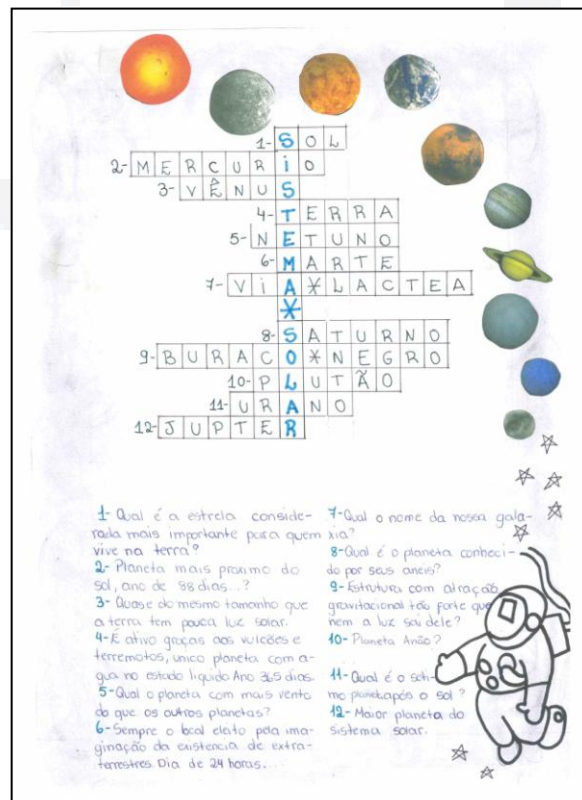 1- SOL
2- MERCURiO
3- VÊNUS
4- TERRA
5- NETUNO
6- MARTE
7- Vi A * LACTEA
*
8- SATURNO
9- BURACO * NEGRO
10- PLUTÃO
11- URANO
12- JUPTER
1- Qual é a estrela conside-
rada mais importante para quem
vive na terra?
2- Planeta mais proximo do
sol, ano de 88 dias...?
3- Quase do mesmo tamanho que
a terra tem pouca luz solar.
4- É ativo graças aos vulcões e
terremotos, unico planeta com a-
gua no estado liquido Ano 365 dias.
5- Qual o planeta com mais vento
do que os outros planetas?
6- Sempre o local eleito pela ima-
ginação da existencia de extra-
terrestres Dia de 24 horas...
7- Qual o nome da nossa gala-
xia?
8- Qual é o planeta conheci-
do por seus aneis?
9- Estrutura com atração
gravitacional tão forte que
nem a luz sai dele?
10- Planeta Anão?
11- Qual é o séti-
mo planeta após o sol?
12- Maior planeta do
sistema solar.